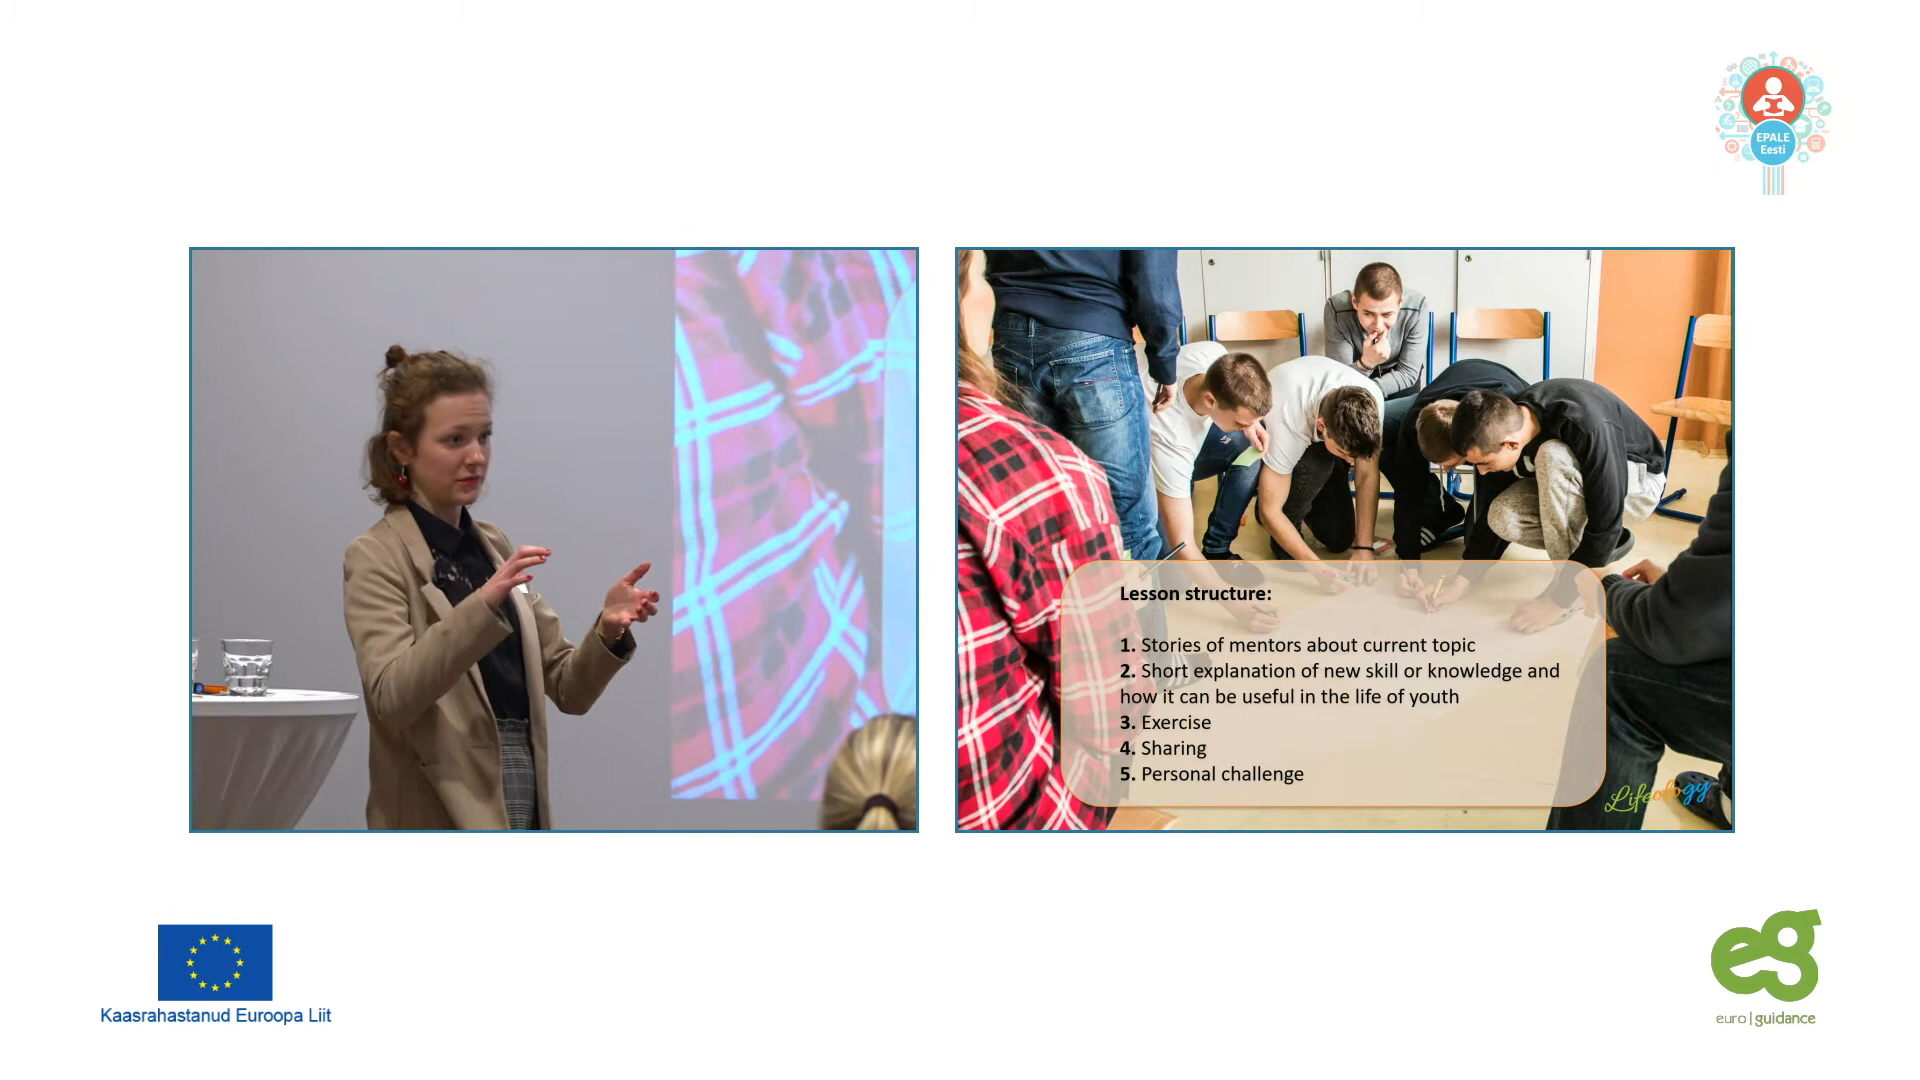 EPALE
Eesti
Lesson structure:
1. Stories of mentors about current topic
2. Short explanation of new skill or knowledge and
how it can be useful in the life of youth
3. Exercise
4. Sharing
5. Personal challenge
Lifeology
Kaasrahastanud Euroopa Liit
eg
euro|guidance